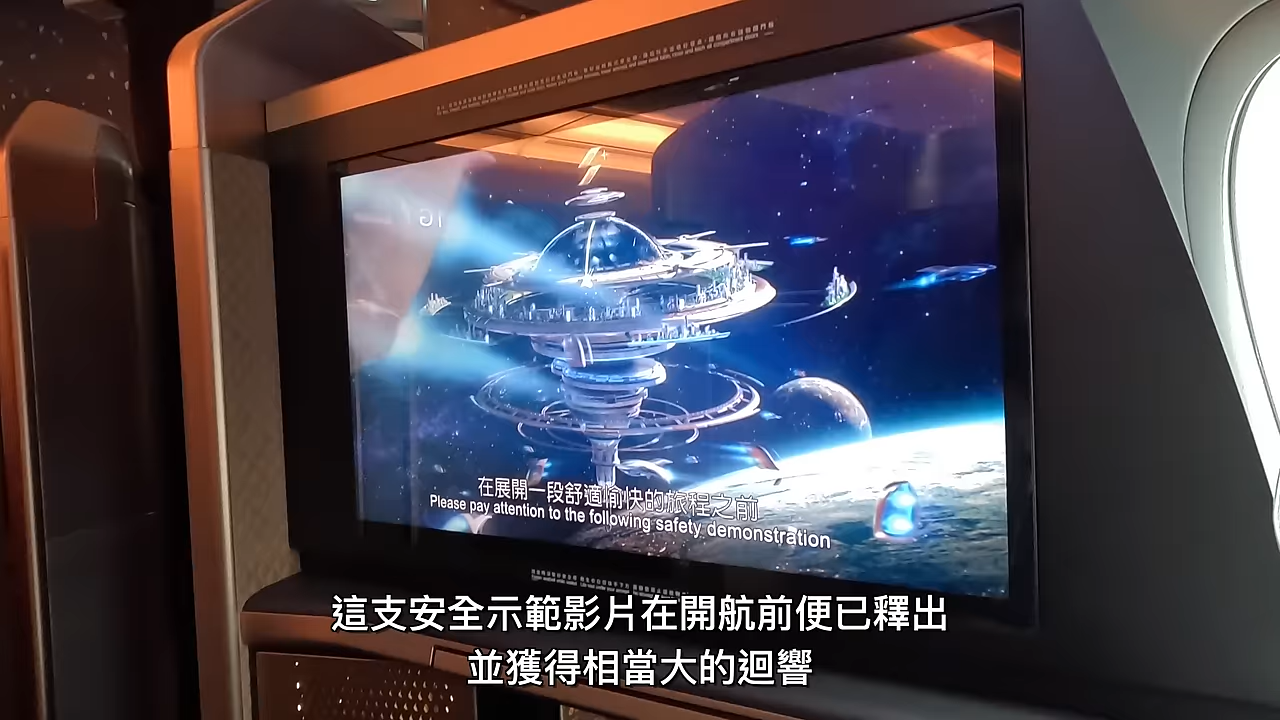 在展開一段舒適愉快的旅程之前
Please pay attention to the following safety demonstration
這支安全示範影片在開航前便已釋出
並獲得相當大的迴響